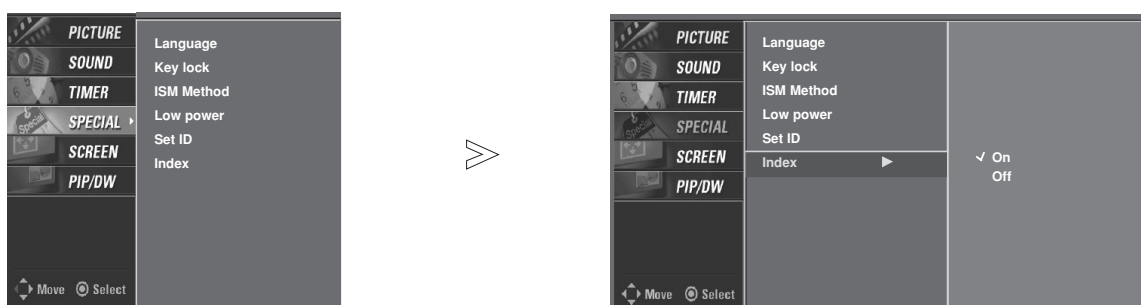 PICTURE
SOUND
TIMER
Special
SPECIAL
SCREEN
PIP/DW
Move Select
Language
Key lock
ISM Method
Low power
Set ID
Index
PICTURE
SOUND
TIMER
Special
SPECIAL
SCREEN
PIP/DW
Move Select
Language
Key lock
ISM Method
Low power
Set ID
Index
On
Off